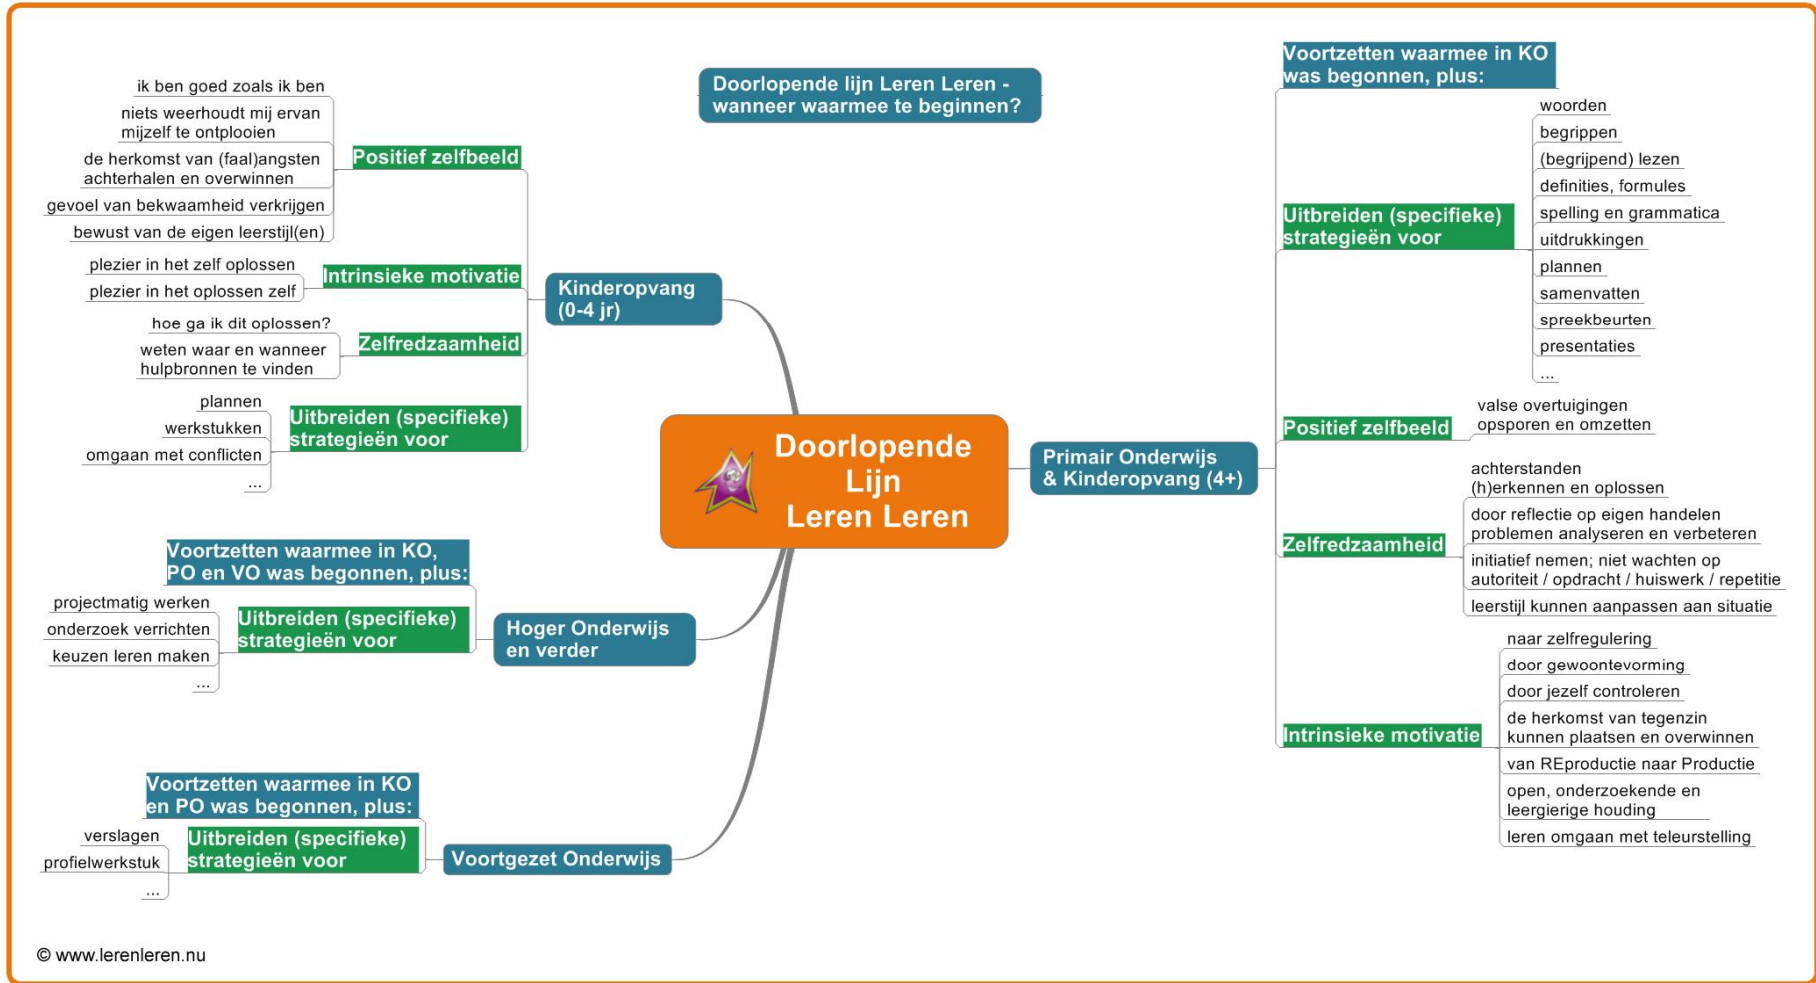 Doorlopende lijn Leren Leren -
wanneer waarmee te beginnen?
Doorlopende
Lijn
Leren Leren
Kinderopvang
(0-4 jr)
Positief zelfbeeld
ik ben goed zoals ik ben
niets weerhoudt mij ervan
mijzelf te ontplooien
de herkomst van (faal)angsten
achterhalen en overwinnen
gevoel van bekwaamheid verkrijgen
bewust van de eigen leerstijl(en)
Intrinsieke motivatie
plezier in het zelf oplossen
plezier in het oplossen zelf
Zelfredzaamheid
hoe ga ik dit oplossen?
weten waar en wanneer
hulpbronnen te vinden
Uitbreiden (specifieke)
strategieën voor
plannen
werkstukken
omgaan met conflicten
...
Primair Onderwijs
& Kinderopvang (4+)
Voortzetten waarmee in KO
was begonnen, plus:
Uitbreiden (specifieke)
strategieën voor
woorden
begrippen
(begrijpend) lezen
definities, formules
spelling en grammatica
uitdrukkingen
plannen
samenvatten
spreekbeurten
presentaties
...
Positief zelfbeeld
valse overtuigingen
opsporen en omzetten
Zelfredzaamheid
achterstanden
(h)erkennen en oplossen
door reflectie op eigen handelen
problemen analyseren en verbeteren
initiatief nemen; niet wachten op
autoriteit / opdracht / huiswerk / repetitie
leerstijl kunnen aanpassen aan situatie
Intrinsieke motivatie
naar zelfregulering
door gewoontevorming
door jezelf controleren
de herkomst van tegenzin
kunnen plaatsen en overwinnen
van REproductie naar Productie
open, onderzoekende en
leergierige houding
leren omgaan met teleurstelling
Hoger Onderwijs
en verder
Voortzetten waarmee in KO,
PO en VO was begonnen, plus:
Uitbreiden (specifieke)
strategieën voor
projectmatig werken
onderzoek verrichten
keuzen leren maken
...
Voortgezet Onderwijs
Voortzetten waarmee in KO
en PO was begonnen, plus:
Uitbreiden (specifieke)
strategieën voor
verslagen
profielwerkstuk
...
© www.lerenleren.nu